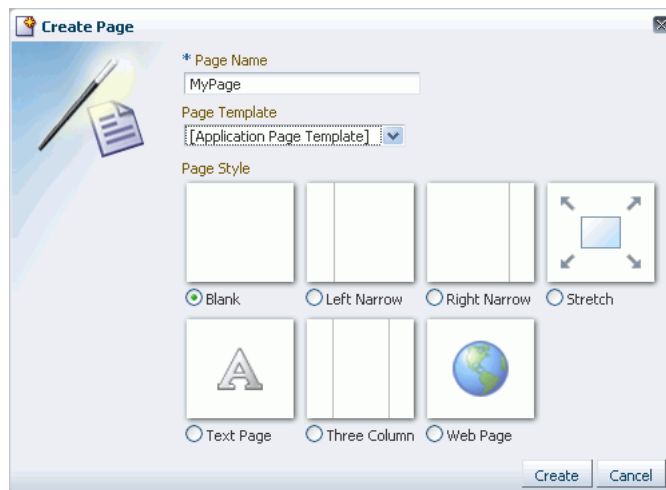 Create Page
* Page Name
MyPage
Page Template
[Application Page Template]
Page Style
Blank
Left Narrow
Right Narrow
Stretch
A
Text Page
Three Column
Web Page
Create
Cancel